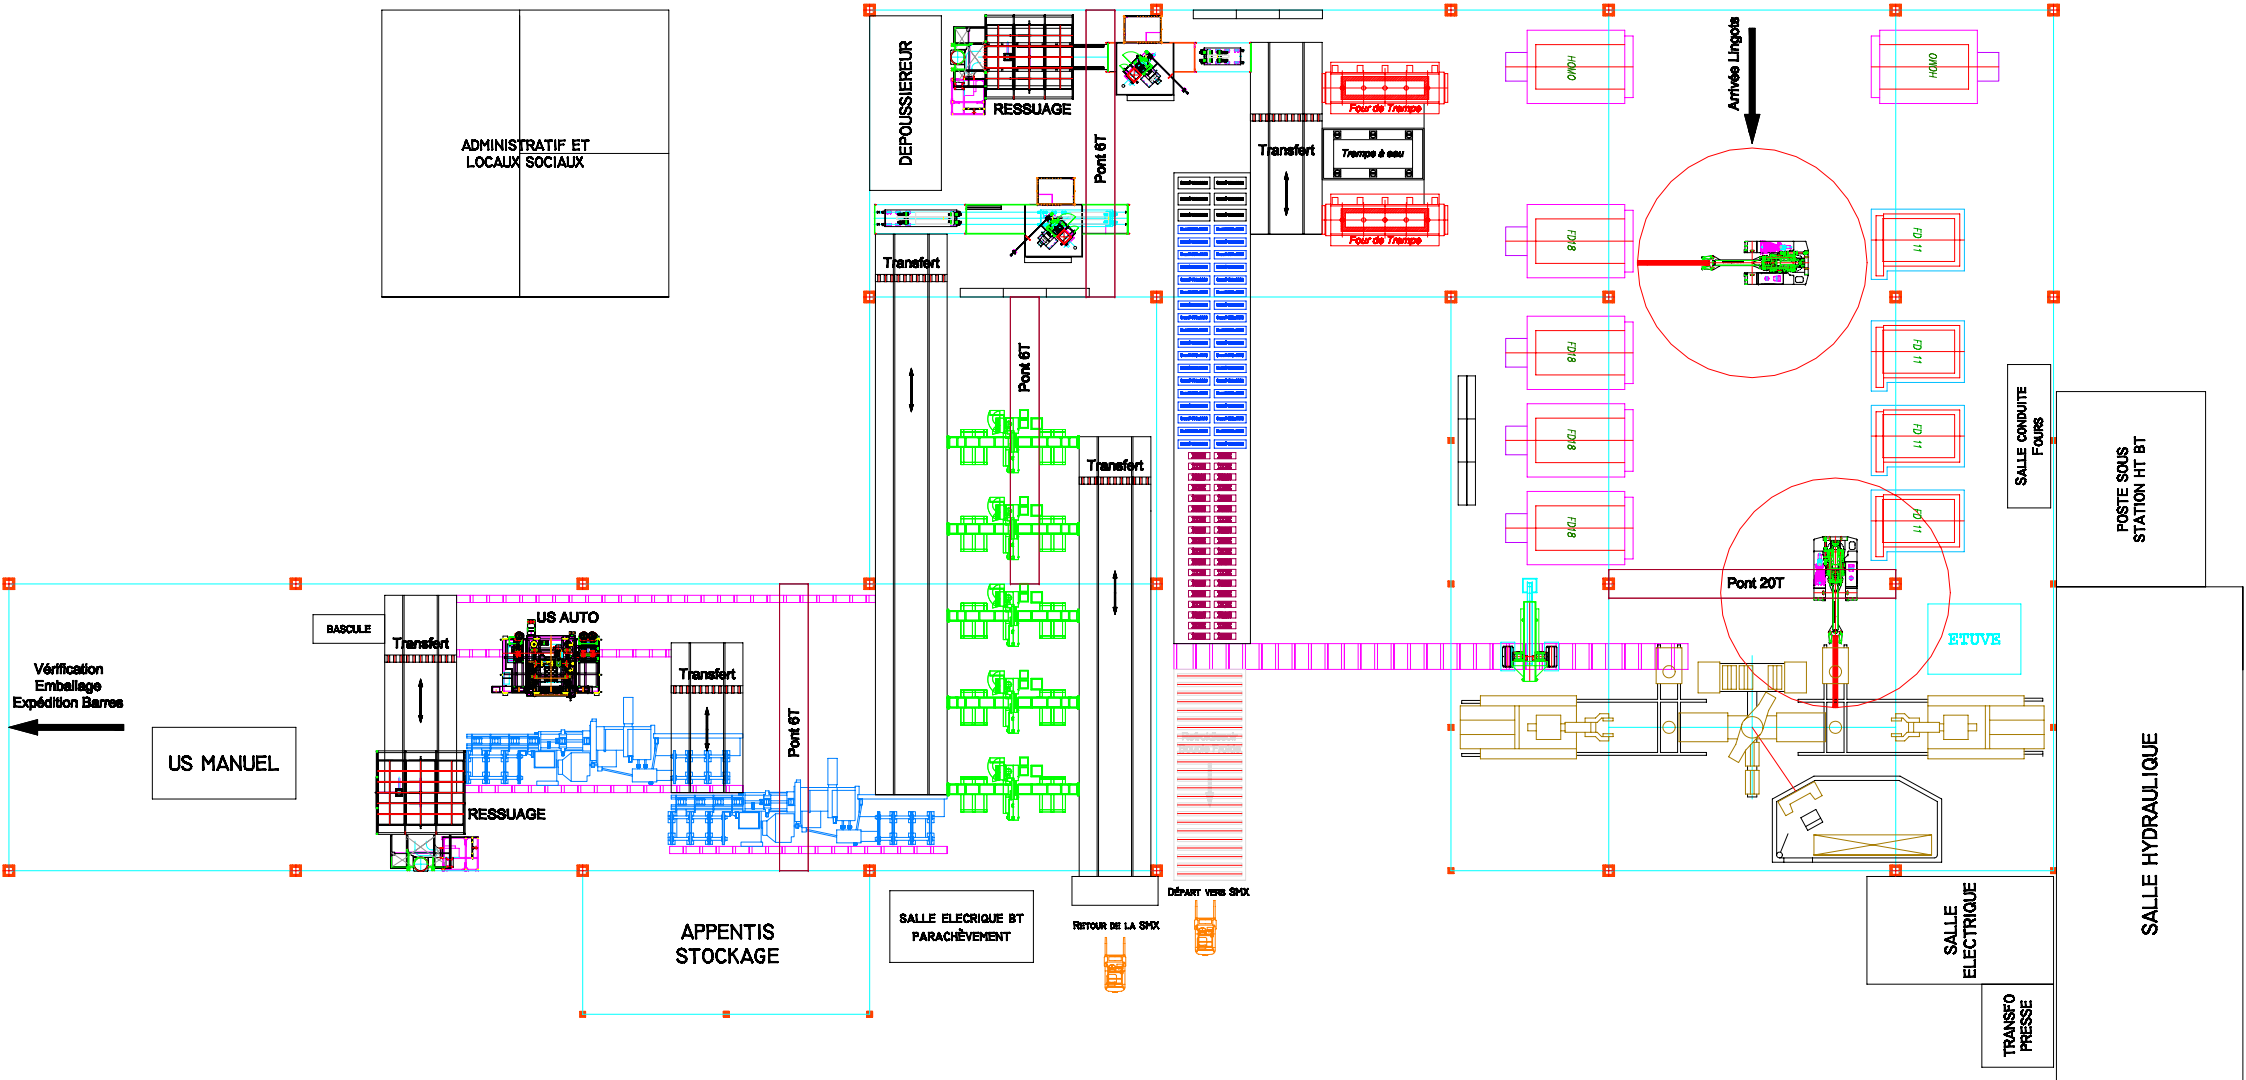 ADMINISTRATIF ET
LOCAUX SOCIAUX
DEPOUSSIEREUR
RESSUAGE
Pont 6T
Transfert
Four de Trempe
Trempe à eau
Four de Trempe
HOMO
Arrivée Lingots
HOMO
Transfert
Pont 6T
FD18
FD18
FD18
FD18
FD 11
FD 11
FD 11
FD 11
SALLE CONDUITE
FOURS
POSTE SOUS
STATION HT BT
Transfert
Pont 20T
ETUVE
BASCULE
Transfert
US AUTO
Transfert
Vérification
Emballage
Expédition Barres
US MANUEL
RESSUAGE
Pont 6T
SALLE HYDRAULIQUE
APPENTIS
STOCKAGE
SALLE ELECRIQUE BT
PARACHÈVEMENT
RETOUR DE LA SMX
DÉPART VERS SMX
SALLE
ELECTRIQUE
TRANSFO
PRESSE